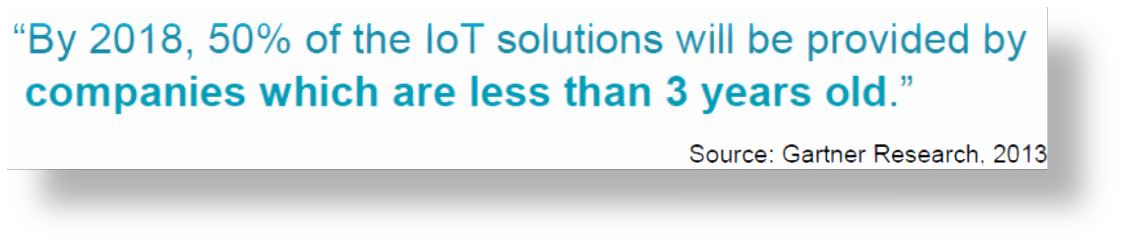 “By 2018, 50% of the IoT solutions will be provided by
companies which are less than 3 years old.”
Source: Gartner Research, 2013